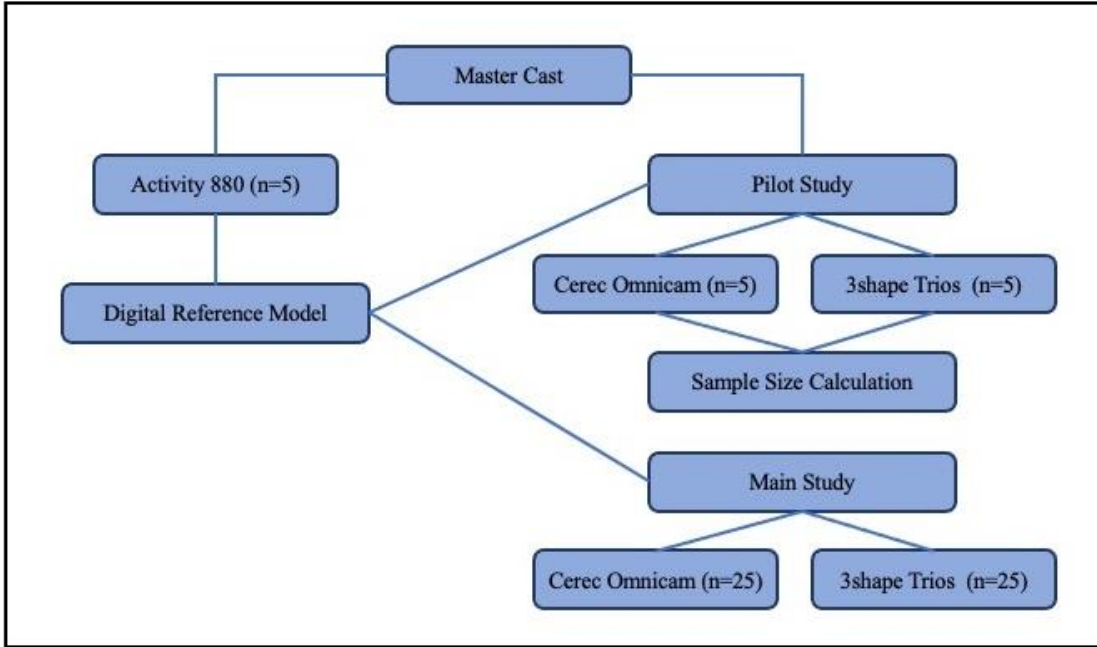 Master Cast
Activity 880 (n=5)
Pilot Study
Cerec Omnicam (n=5)
3shape Trios (n=5)
Digital Reference Model
Sample Size Calculation
Main Study
Cerec Omnicam (n=25)
3shape Trios (n=25)